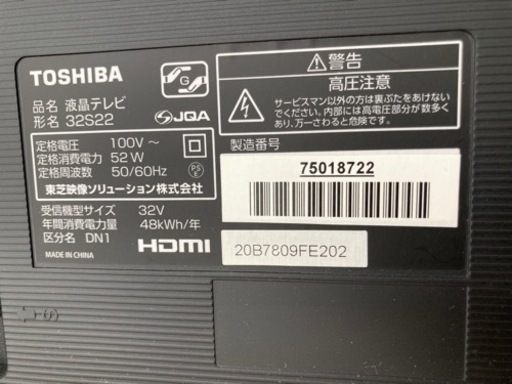 TOSHIBA
G
品名 液晶テレビ
形名 32S22
JQA
定格電圧 100V～
定格消費電力 52W
定格周波数 50/60Hz
PS
E
東芝映像ソリューション株式会社
受信機型サイズ 32V
年間消費電力量 48kWh/年
区分名 DN1
MADE IN CHINA
HDMI
警告
高圧注意
サービスマン以外の方は裏ぶたをあけないで
ください。内部には高電圧部分が数多く
あり、万一さわると危険です。
製造番号
75018722
20B7809FE202